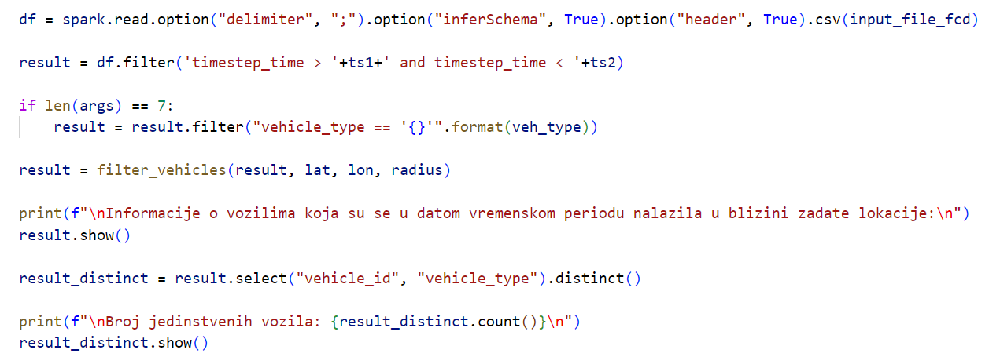 df = spark.read.option("delimiter", ";").option("inferSchema", True).option("header", True).csv(input_file_fcd)
result = df.filter('timestep_time > '+ts1+' and timestep_time < '+ts2)
if len(args) == 7:
    result = result.filter("vehicle_type == '{}'".format(veh_type))
result = filter_vehicles(result, lat, lon, radius)
print(f"\nInformacije o vozilima koja su se u datom vremenskom periodu nalazila u blizini zadate lokacije:\n")
result.show()
result_distinct = result.select("vehicle_id", "vehicle_type").distinct()
print(f"\nBroj jedinstvenih vozila: {result_distinct.count()}\n")
result_distinct.show()